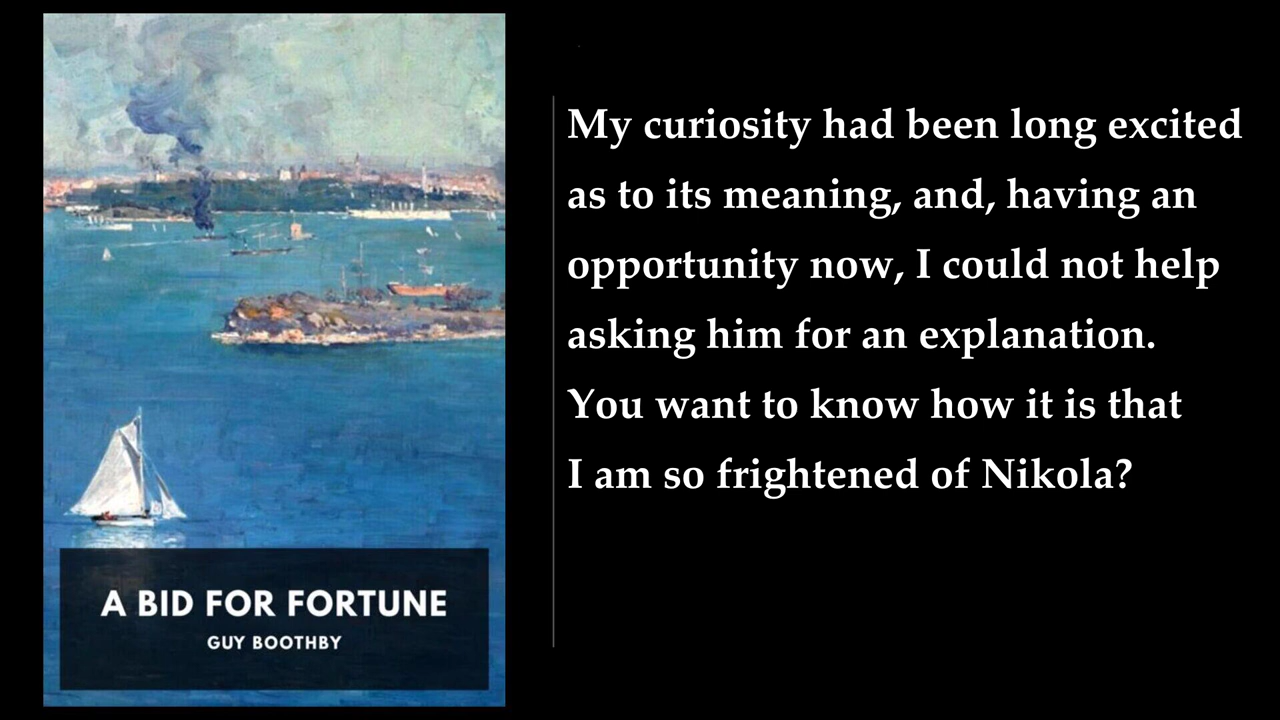 My curiosity had been long excited
as to its meaning, and, having an
opportunity now, I could not help
asking him for an explanation.
You want to know how it is that
I am so frightened of Nikola?
A BID FOR FORTUNE
GUY BOOTHBY